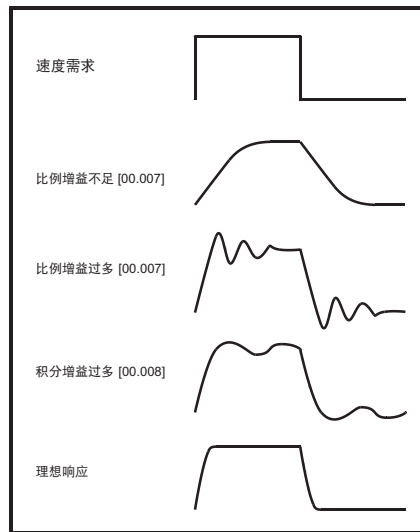 速度需求
比例增益不足 [00.007]
比例增益过多 [00.007]
积分增益过多 [00.008]
理想响应